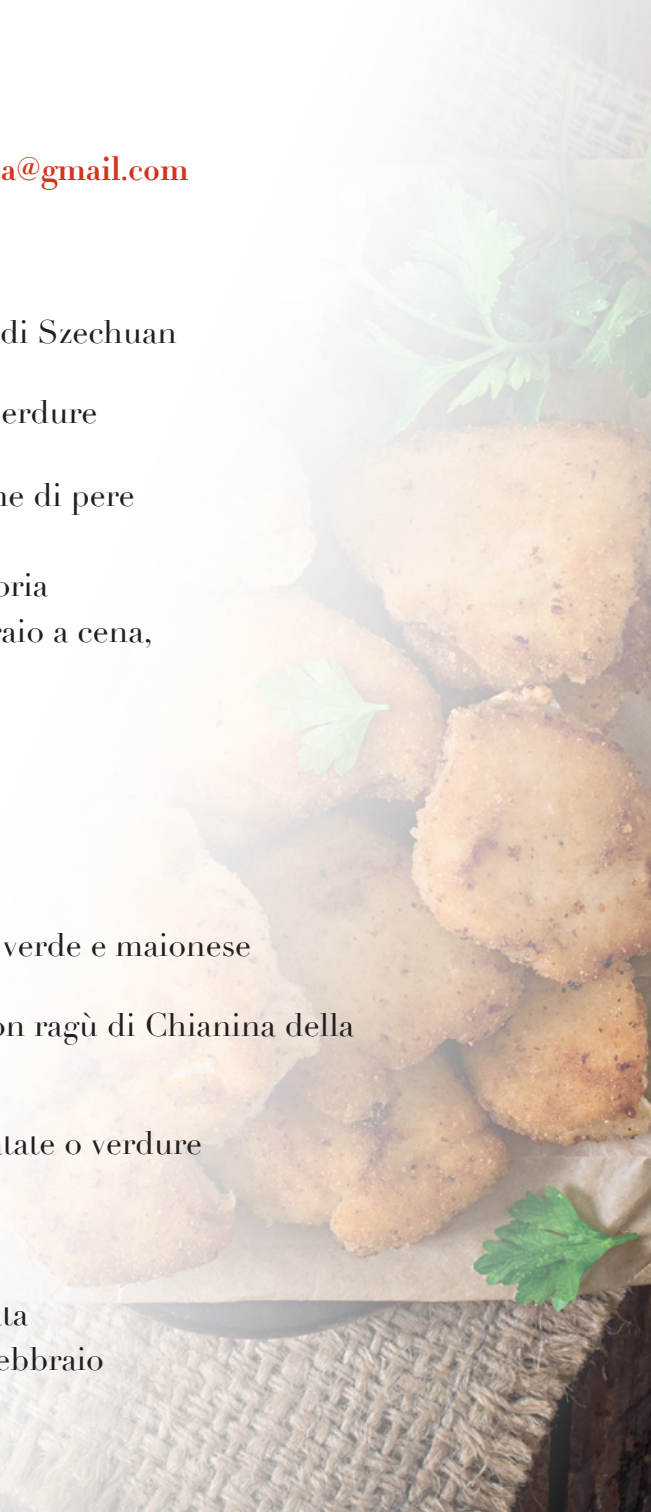 a@gmail.com
di Szechuan
erdure
ne di pere
oria
raio a cena,
verde e maionese
on ragù di Chianina della
tate o verdure
ta
ebbraio